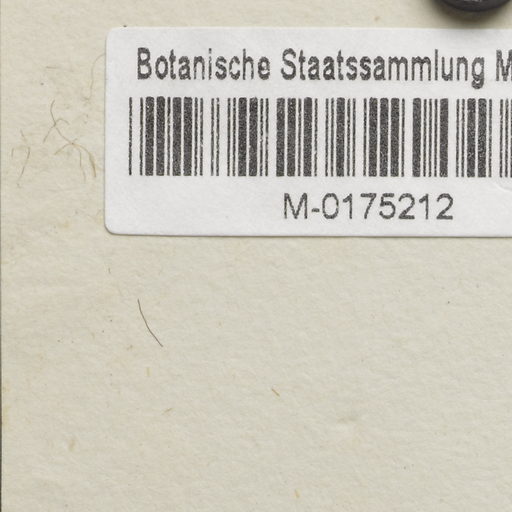 Botanische Staatssammlung M
M-0175212